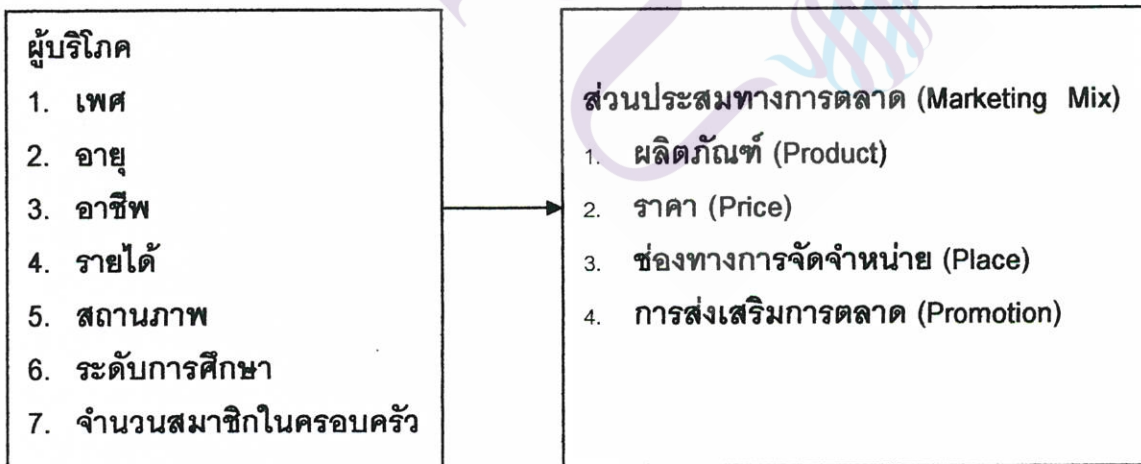 ผู้บริโภค
1. เพศ
2. อายุ
3. อาชีพ
4. รายได้
5. สถานภาพ
6. ระดับการศึกษา
7. จำนวนสมาชิกในครอบครัว
ส่วนประสมทางการตลาด (Marketing Mix)
1. ผลิตภัณฑ์ (Product)
2. ราคา (Price)
3. ช่องทางการจัดจำหน่าย (Place)
4. การส่งเสริมการตลาด (Promotion)